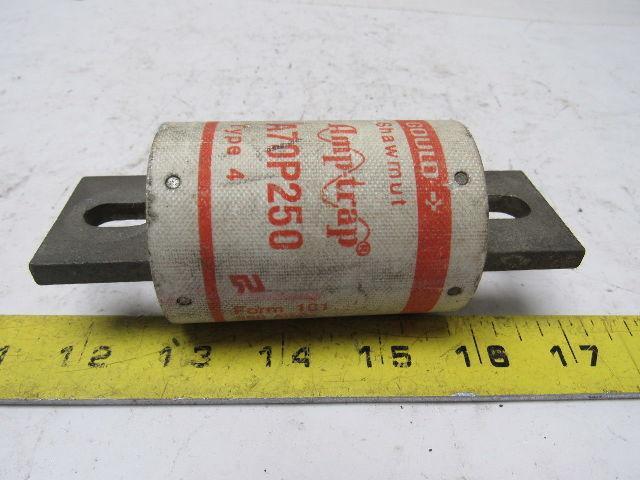 GOULD
Shawmut
Amp-trap®
A70P250
Type 4
Form 101
12 13 14 15 16 17